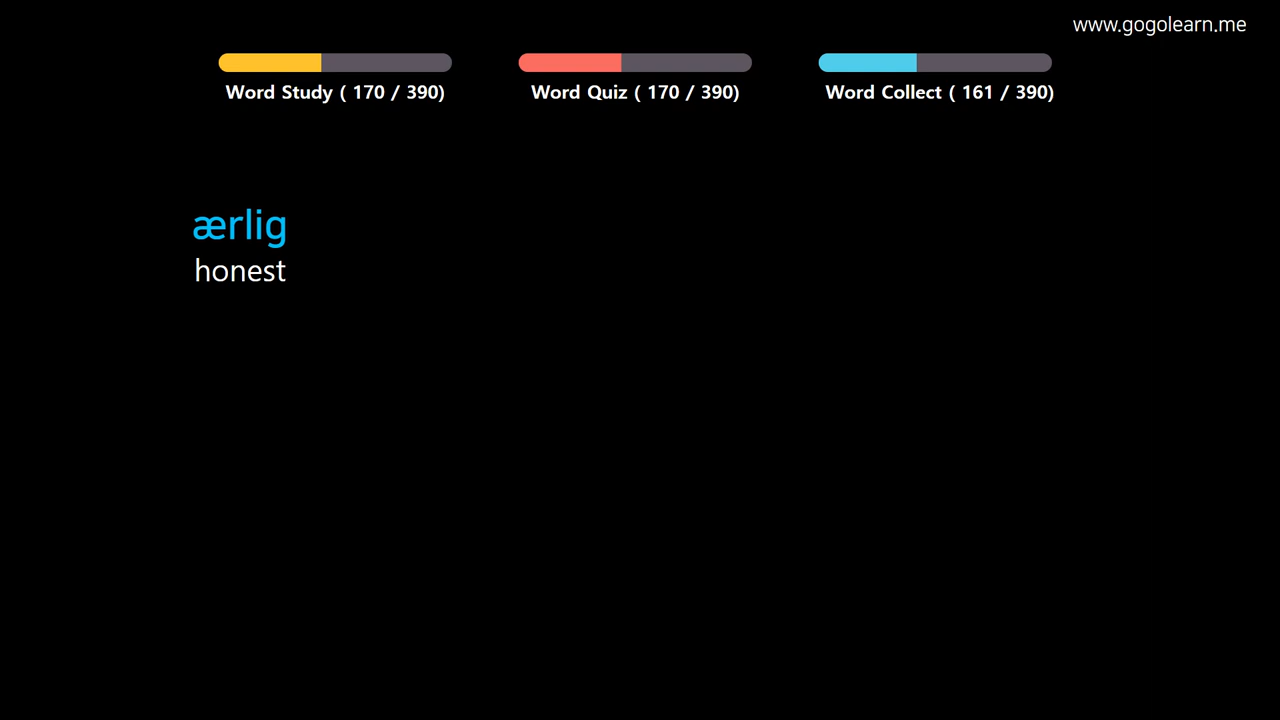 www.gogolearn.me
Word Study ( 170 / 390)
Word Quiz ( 170 / 390)
Word Collect ( 161 / 390)
ærlig
honest